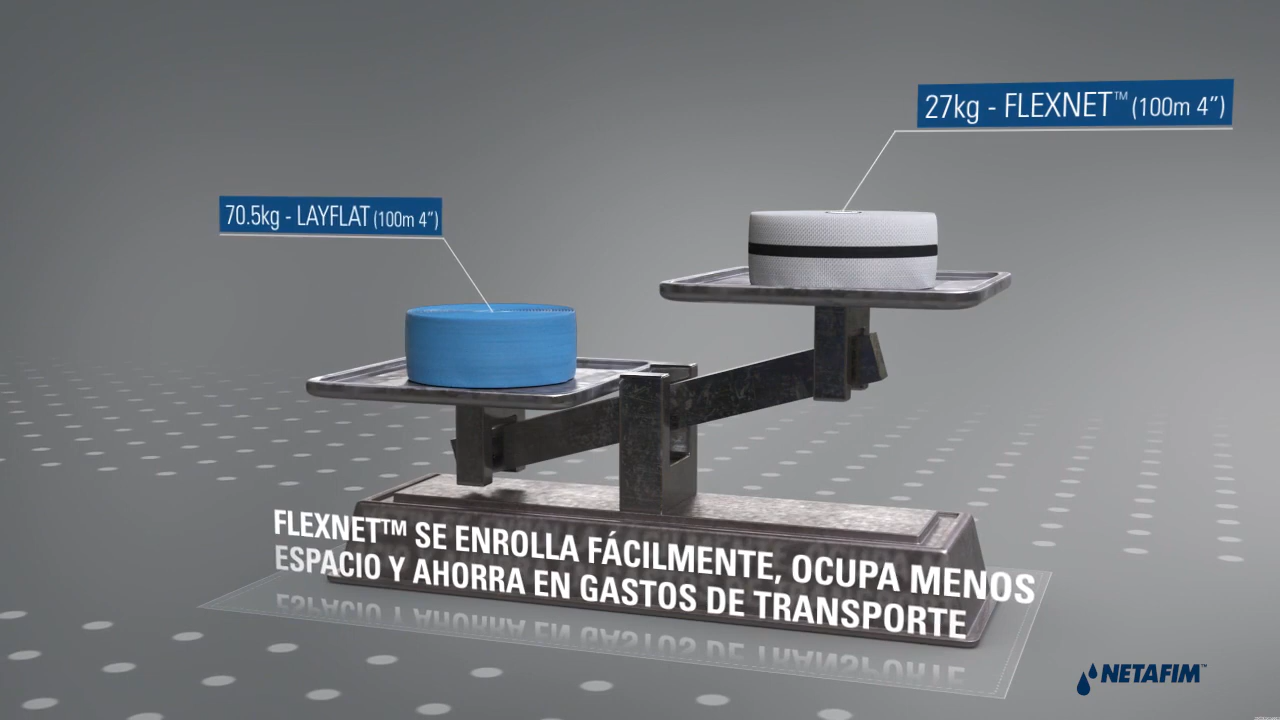 27kg - FLEXNET™ (100m 4”)
70.5kg - LAYFLAT (100m 4”)
FLEXNET™ SE ENROLLA FÁCILMENTE, OCUPA MENOS
ESPACIO Y AHORRA EN GASTOS DE TRANSPORTE
NETAFIM™